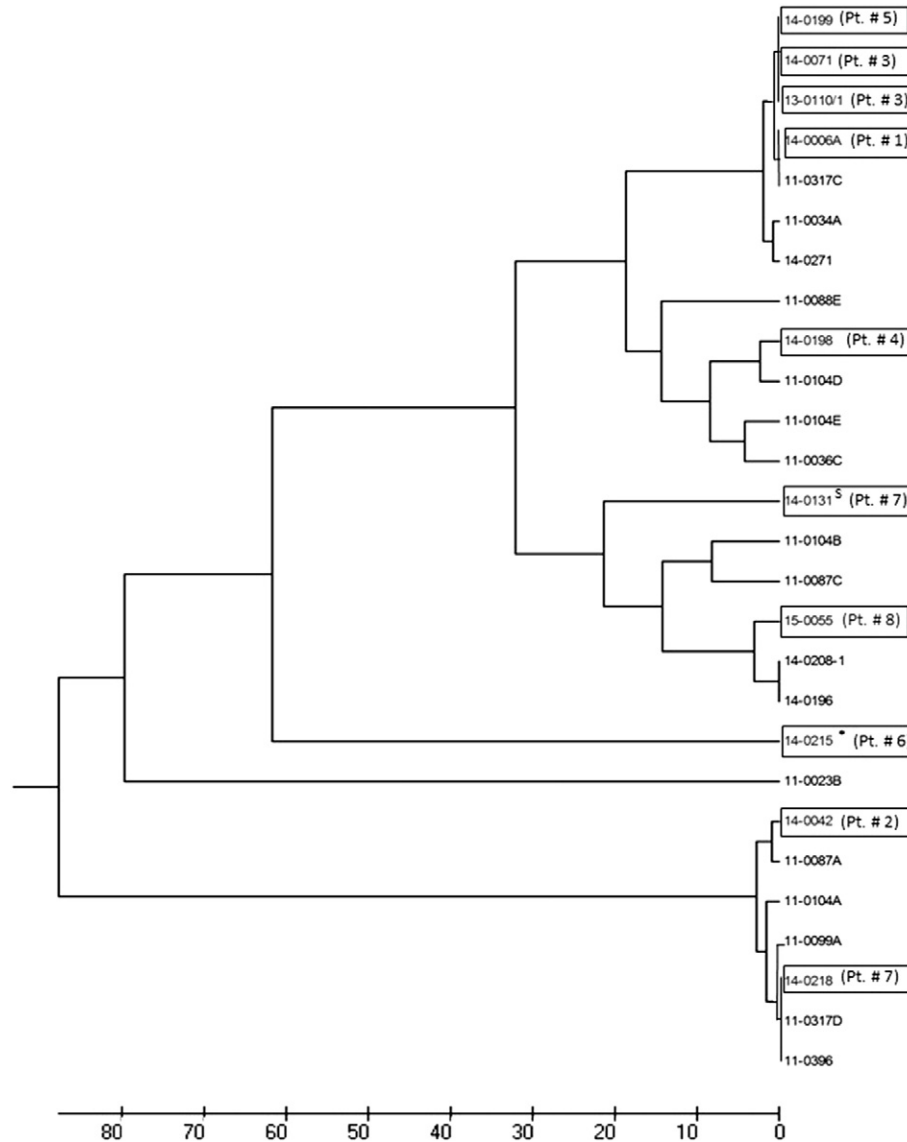 14-0199 (Pt. # 5)
14-0071 (Pt. # 3)
13-0110/1 (Pt. # 3)
14-0006A (Pt. # 1)
11-0317C
11-0034A
14-0271
11-0088E
14-0198 (Pt. # 4)
11-0104D
11-0104E
11-0036C
14-0131 S (Pt. # 7)
11-0104B
11-0087C
15-0055 (Pt. # 8)
14-0208-1
14-0196
14-0215 • (Pt. # 6
11-0023B
14-0042 (Pt. # 2)
11-0087A
11-0104A
11-0099A
14-0218 (Pt. # 7)
11-0317D
11-0396
80 70 60 50 40 30 20 10 0